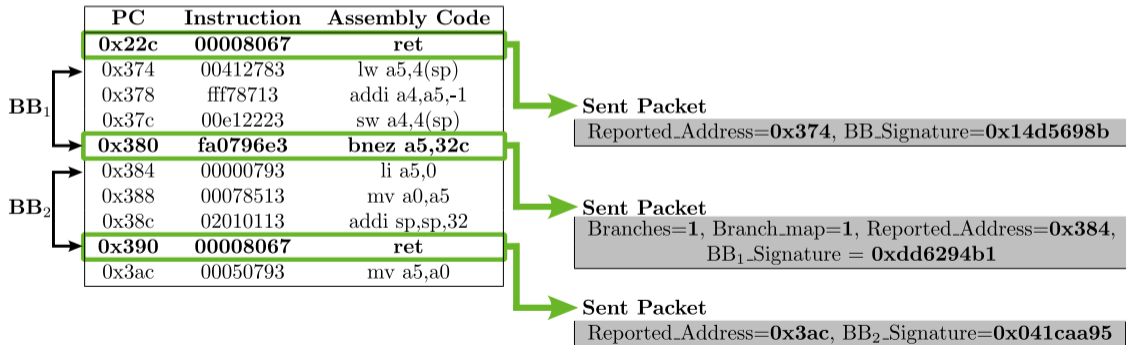 PC Instruction Assembly Code
0x22c 00008067 ret
0x374 00412783 lw a5,4(sp)
0x378 fff78713 addi a4,a5,-1
0x37c 00e12223 sw a4,4(sp)
0x380 fa0796e3 bnez a5,32c
0x384 00000793 li a5,0
0x388 00078513 mv a0,a5
0x38c 02010113 addi sp,sp,32
0x390 00008067 ret
0x3ac 00050793 mv a5,a0
BB1
BB2
Sent Packet
Reported_Address=0x374, BB_Signature=0x14d5698b
Sent Packet
Branches=1, Branch_map=1, Reported_Address=0x384,
BB1_Signature = 0xdd6294b1
Sent Packet
Reported_Address=0x3ac, BB2_Signature=0x041caa95